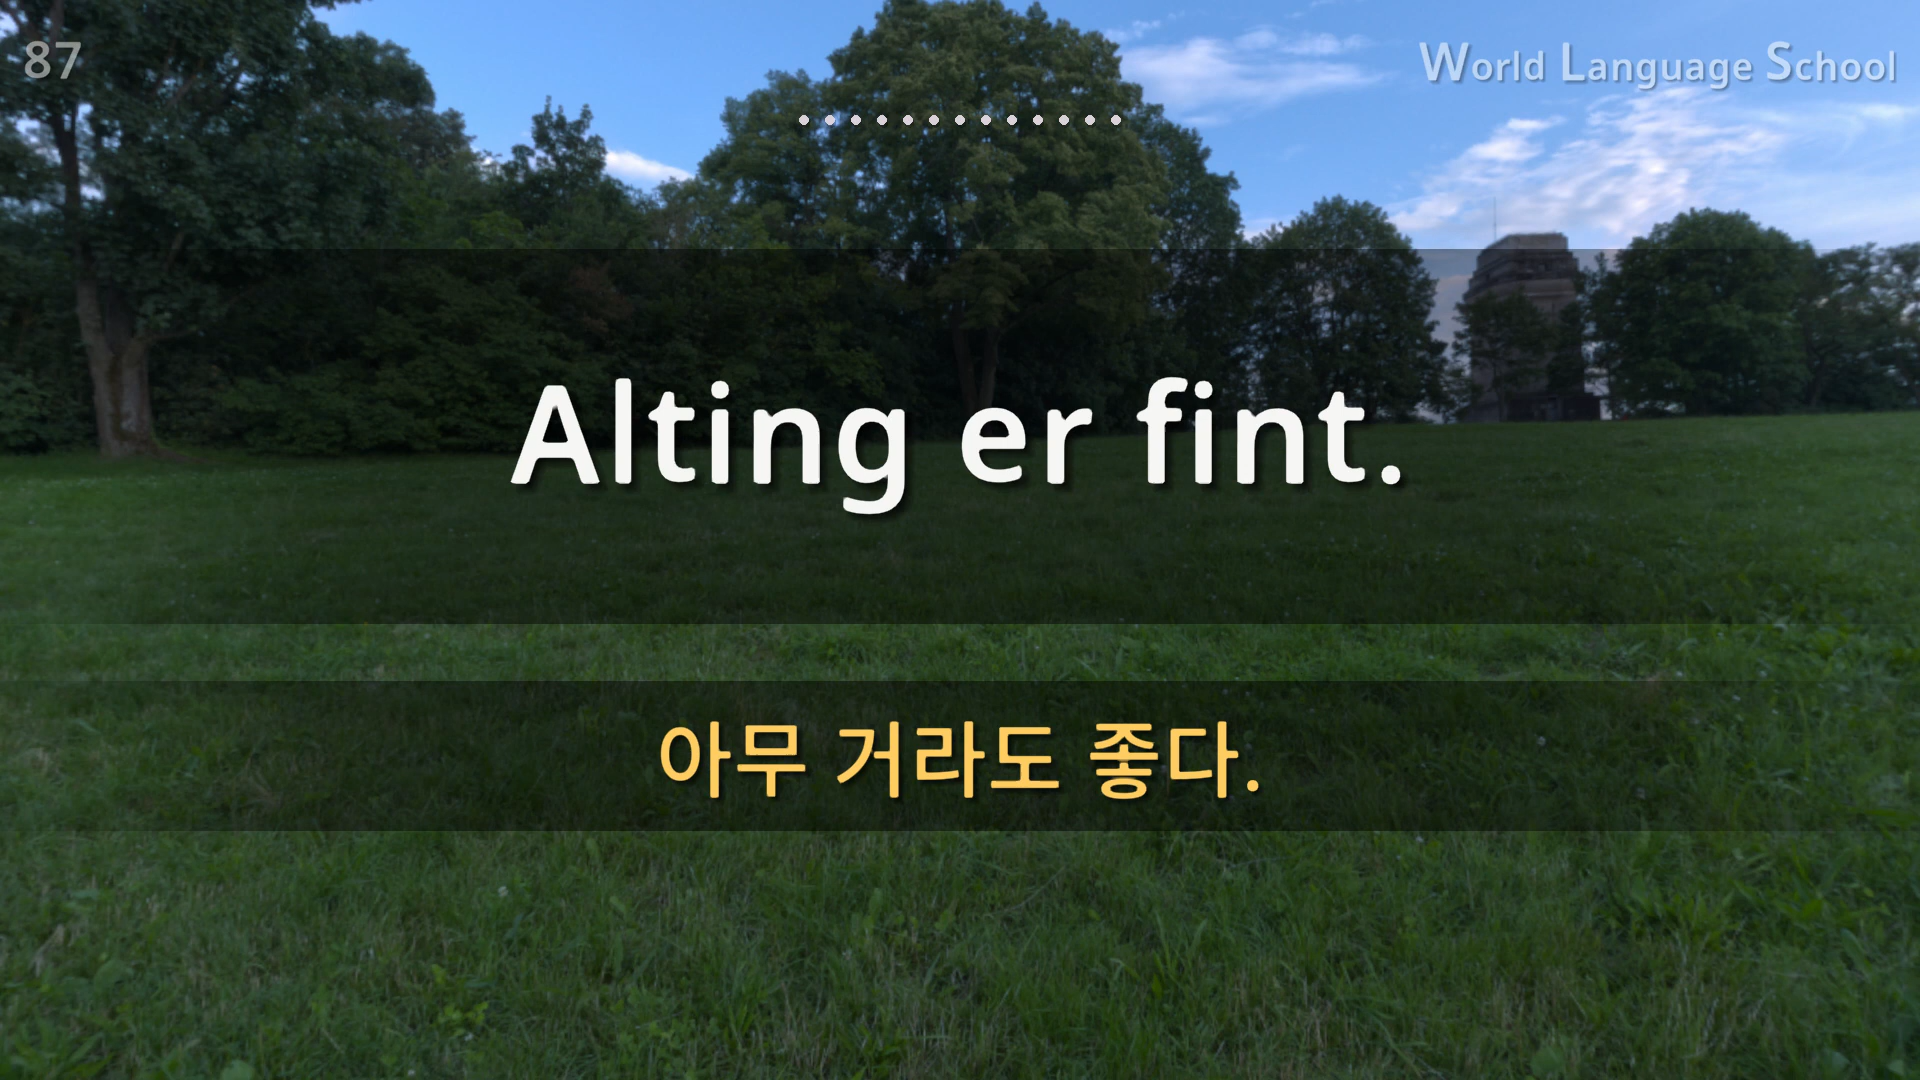 87
World Language School
Alting er fint.
아무 거라도 좋다.